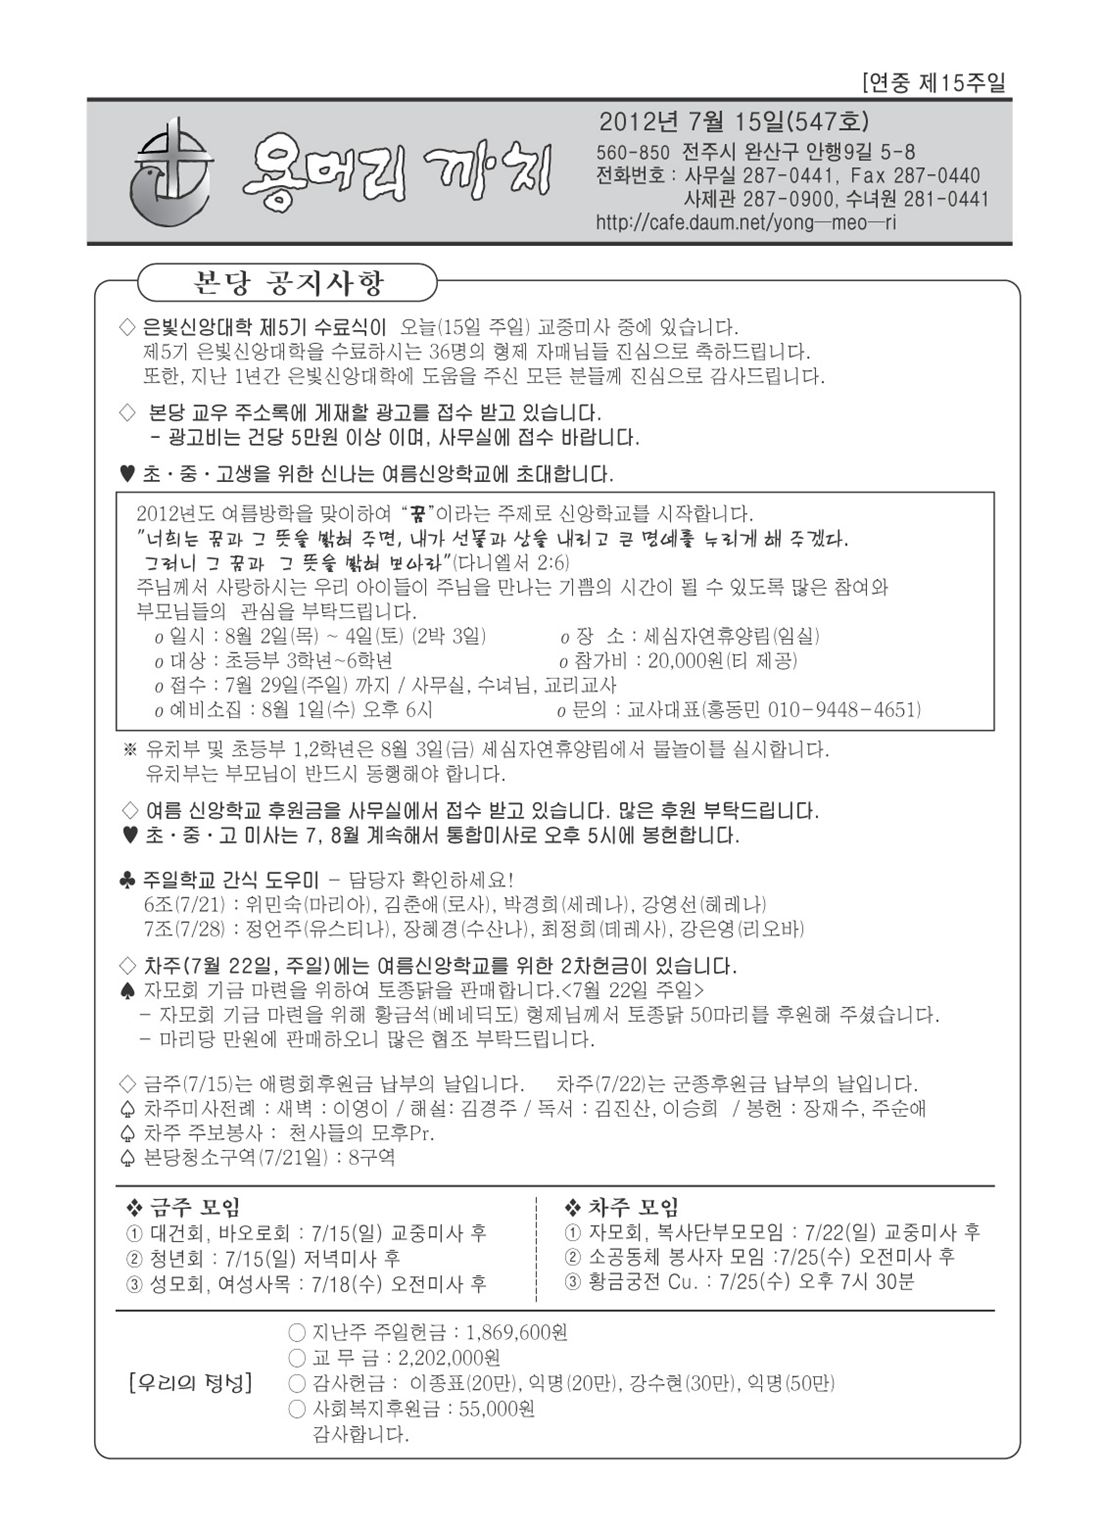 [연중 제15주일
용머리 까치
2012년 7월 15일(547호)
560-850 전주시 완산구 안행9길 5-8
전화번호 : 사무실 287-0441, Fax 287-0440
사제관 287-0900, 수녀원 281-0441
http://cafe.daum.net/yong—meo—ri
본당 공지사항
◇ 은빛신앙대학 제5기 수료식이 오늘(15일 주일) 교중미사 중에 있습니다.
제5기 은빛신앙대학을 수료하시는 36명의 형제 자매님들 진심으로 축하드립니다.
또한, 지난 1년간 은빛신앙대학에 도움을 주신 모든 분들께 진심으로 감사드립니다.
◇ 본당 교우 주소록에 게재할 광고를 접수 받고 있습니다.
- 광고비는 건당 5만원 이상 이며, 사무실에 접수 바랍니다.
♥ 초·중·고생을 위한 신나는 여름신앙학교에 초대합니다.
2012년도 여름방학을 맞이하여 “꿈”이라는 주제로 신앙학교를 시작합니다.
"너희는 꿈과 그 뜻을 밝혀 주면, 내가 선물과 상을 내리고 큰 명예를 누리게 해 주겠다.
그러니 그 꿈과 그 뜻을 밝혀 보아라"(다니엘서 2:6)
주님께서 사랑하시는 우리 아이들이 주님을 만나는 기쁨의 시간이 될 수 있도록 많은 참여와
부모님들의 관심을 부탁드립니다.
o 일시 : 8월 2일(목) ~ 4일(토) (2박 3일) o 장 소 : 세심자연휴양림(임실)
o 대상 : 초등부 3학년~6학년 o 참가비 : 20,000원(티 제공)
o 접수 : 7월 29일(주일) 까지 / 사무실, 수녀님, 교리교사
o 예비소집 : 8월 1일(수) 오후 6시 o 문의 : 교사대표(홍동민 010-9448-4651)
※ 유치부 및 초등부 1,2학년은 8월 3일(금) 세심자연휴양림에서 물놀이를 실시합니다.
유치부는 부모님이 반드시 동행해야 합니다.
◇ 여름 신앙학교 후원금을 사무실에서 접수 받고 있습니다. 많은 후원 부탁드립니다.
♥ 초·중·고 미사는 7, 8월 계속해서 통합미사로 오후 5시에 봉헌합니다.
♣ 주일학교 간식 도우미 - 담당자 확인하세요!
6조(7/21) : 위민숙(마리아), 김춘애(로사), 박경희(세레나), 강영선(헤레나)
7조(7/28) : 정언주(유스티나), 장혜경(수산나), 최정희(데레사), 강은영(리오바)
◇ 차주(7월 22일, 주일)에는 여름신앙학교를 위한 2차헌금이 있습니다.
♠ 자모회 기금 마련을 위하여 토종닭을 판매합니다.<7월 22일 주일>
- 자모회 기금 마련을 위해 황금석(베네딕도) 형제님께서 토종닭 50마리를 후원해 주셨습니다.
- 마리당 만원에 판매하오니 많은 협조 부탁드립니다.
◇ 금주(7/15)는 애령회후원금 납부의 날입니다. 차주(7/22)는 군종후원금 납부의 날입니다.
♤ 차주미사전례 : 새벽 : 이영이 / 해설: 김경주 / 독서 : 김진산, 이승희 / 봉헌 : 장재수, 주순애
♤ 차주 주보봉사 : 천사들의 모후Pr.
♤ 본당청소구역(7/21일) : 8구역
❖ 금주 모임
① 대건회, 바오로회 : 7/15(일) 교중미사 후
② 청년회 : 7/15(일) 저녁미사 후
③ 성모회, 여성사목 : 7/18(수) 오전미사 후
❖ 차주 모임
① 자모회, 복사단부모모임 : 7/22(일) 교중미사 후
② 소공동체 봉사자 모임 :7/25(수) 오전미사 후
③ 황금궁전 Cu. : 7/25(수) 오후 7시 30분
[우리의 정성]
○ 지난주 주일헌금 : 1,869,600원
○ 교 무 금 : 2,202,000원
○ 감사헌금 : 이종표(20만), 익명(20만), 강수현(30만), 익명(50만)
○ 사회복지후원금 : 55,000원
감사합니다.